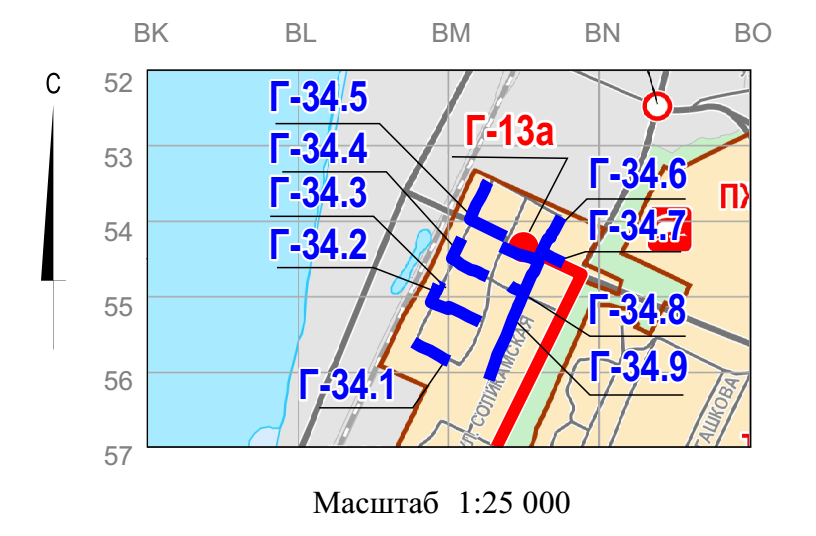 BK BL BM BN BO
С
52
Г-34.5
Г-13а
Г-34.4
53
Г-34.6
Г-34.3
ПХ
54
Г-34.7
Г-34.2
55
Г-34.8
Г-34.9
56
Г-34.1
УЛ. СОЛИКАМСКАЯ
ТАШКОВА
57
Масштаб 1:25 000